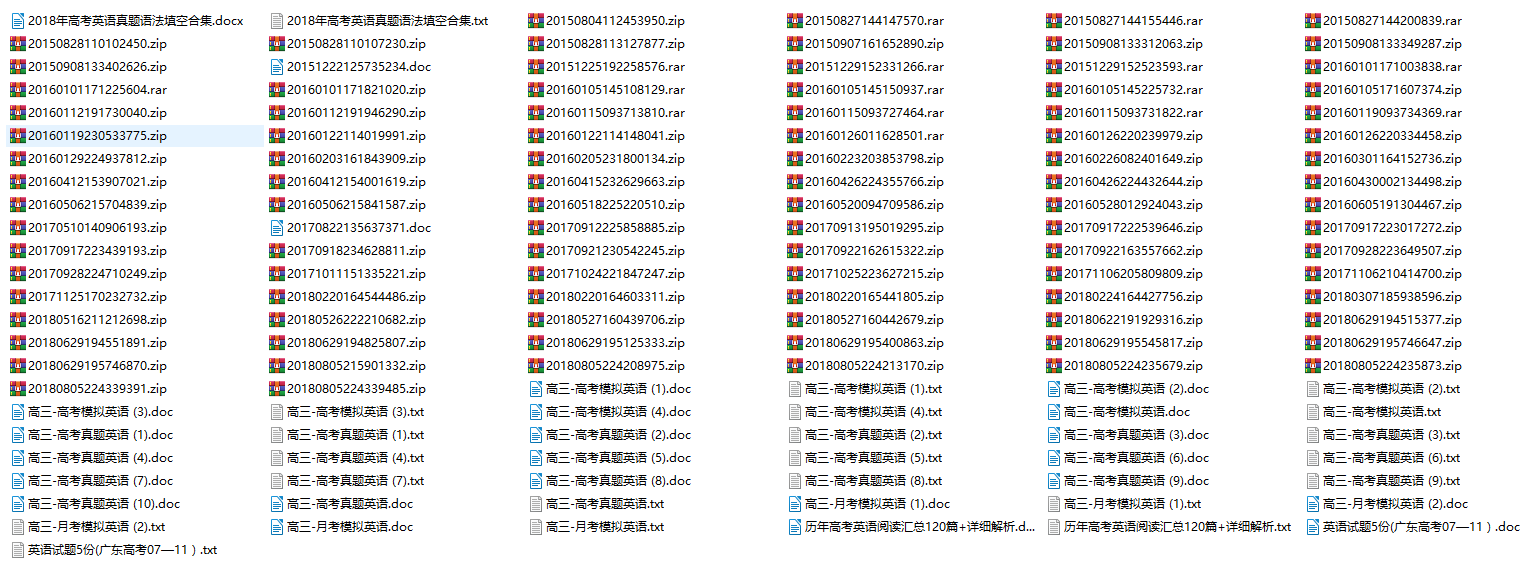 2018年高考英语真题语法填空合集.docx 2018年高考英语真题语法填空合集.txt 20150804112453950.zip 20150827144147570.rar 20150827144155446.rar 20150827144200839.rar
20150828110102450.zip 20150828110107230.zip 20150828113127877.zip 20150907161652890.zip 20150908133312063.zip 20150908133349287.zip
20150908133402626.zip 20151222125735234.doc 20151225192258576.rar 20151229152331266.rar 20151229152523593.rar 20160101171003838.rar
20160101171225604.rar 20160101171821020.zip 20160105145108129.rar 20160105145150937.rar 20160105145225732.rar 20160105171607374.zip
20160112191730040.zip 20160112191946290.zip 20160115093713810.rar 20160115093727464.rar 20160115093731822.rar 20160119093734369.rar
20160119230533775.zip 20160122114019991.zip 20160122114148041.zip 20160126011628501.rar 20160126220239979.zip 20160126220334458.zip
20160129224937812.zip 20160203161843909.zip 20160205231800134.zip 20160223203853798.zip 20160226082401649.zip 20160301164152736.zip
20160412153907021.zip 20160412154001619.zip 20160415232629663.zip 20160426224355766.zip 20160426224432644.zip 20160430002134498.zip
20160506215704839.zip 20160506215841587.zip 20160518225220510.zip 20160520094709586.zip 20160528012924043.zip 20160605191304467.zip
20170510140906193.zip 20170822135637371.doc 20170912225858885.zip 20170913195019295.zip 20170917222539646.zip 20170917223017272.zip
20170917223439193.zip 20170918234628811.zip 20170921230542245.zip 20170922162615322.zip 20170922163557662.zip 20170928223649507.zip
20170928224710249.zip 20171011151335221.zip 20171024221847247.zip 20171025223627215.zip 20171106205809809.zip 20171106210414700.zip
20171125170232732.zip 20180220164544486.zip 20180220164603311.zip 20180220165441805.zip 20180224164427756.zip 20180307185938596.zip
20180516211212698.zip 20180526222210682.zip 20180527160439706.zip 20180527160442679.zip 20180622191929316.zip 20180629194515377.zip
20180629194551891.zip 20180629194825807.zip 20180629195125333.zip 20180629195400863.zip 20180629195545817.zip 20180629195746647.zip
20180629195746870.zip 20180805215901332.zip 20180805224208975.zip 20180805224213170.zip 20180805224235679.zip 20180805224235873.zip
20180805224339391.zip 20180805224339485.zip 高三-高考模拟英语 (1).doc 高三-高考模拟英语 (1).txt 高三-高考模拟英语 (2).doc 高三-高考模拟英语 (2).txt
高三-高考模拟英语 (3).doc 高三-高考模拟英语 (3).txt 高三-高考模拟英语 (4).doc 高三-高考模拟英语 (4).txt 高三-高考模拟英语.doc 高三-高考模拟英语.txt
高三-高考真题英语 (1).doc 高三-高考真题英语 (1).txt 高三-高考真题英语 (2).doc 高三-高考真题英语 (2).txt 高三-高考真题英语 (3).doc 高三-高考真题英语 (3).txt
高三-高考真题英语 (4).doc 高三-高考真题英语 (4).txt 高三-高考真题英语 (5).doc 高三-高考真题英语 (5).txt 高三-高考真题英语 (6).doc 高三-高考真题英语 (6).txt
高三-高考真题英语 (7).doc 高三-高考真题英语 (7).txt 高三-高考真题英语 (8).doc 高三-高考真题英语 (8).txt 高三-高考真题英语 (9).doc 高三-高考真题英语 (9).txt
高三-高考真题英语 (10).doc 高三-高考真题英语.doc 高三-高考真题英语.txt 高三-月考模拟英语 (1).doc 高三-月考模拟英语 (1).txt 高三-月考模拟英语 (2).doc
高三-月考模拟英语 (2).txt 高三-月考模拟英语.doc 高三-月考模拟英语.txt 历年高考英语阅读汇总120篇+详细解析.d... 历年高考英语阅读汇总120篇+详细解析.txt 英语试题5份(广东高考07—11）.doc
英语试题5份(广东高考07—11）.txt